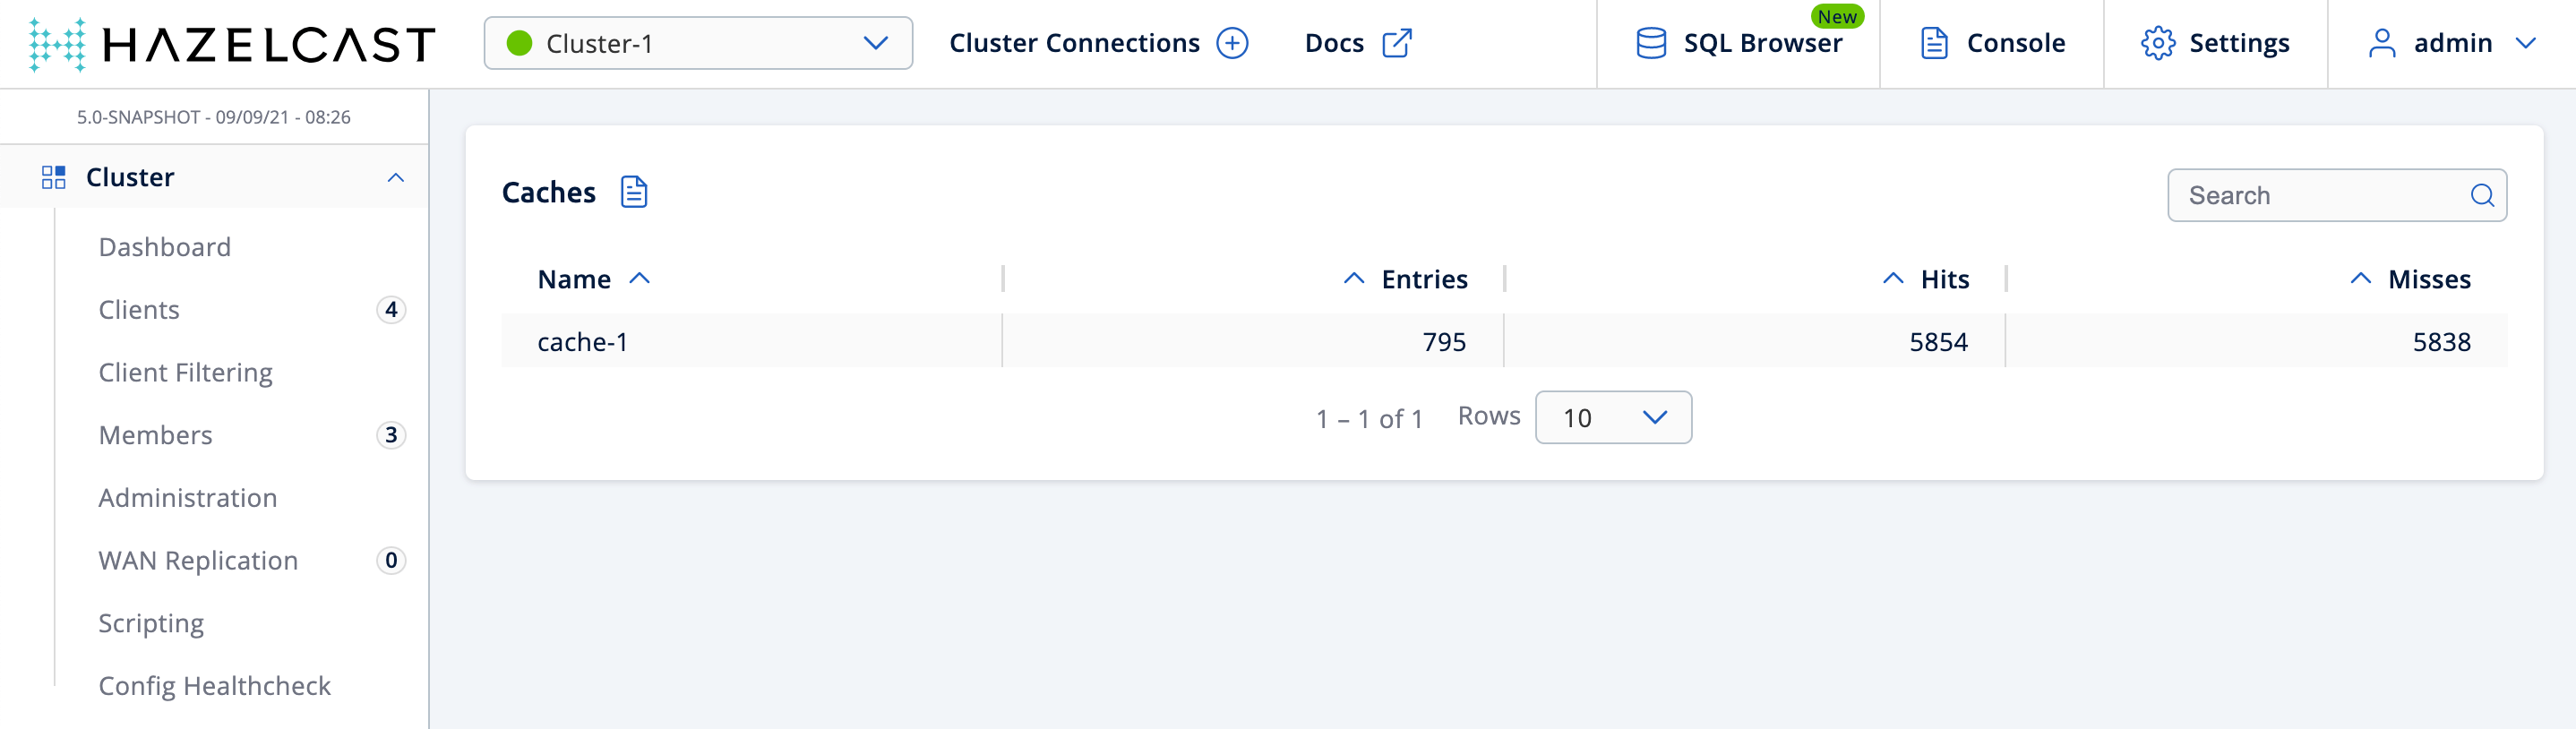 HAZELCAST
Cluster-1
Cluster Connections
Docs
New
SQL Browser
Console
Settings
admin
5.0-SNAPSHOT - 09/09/21 - 08:26
Cluster
Dashboard
Clients 4
Client Filtering
Members 3
Administration
WAN Replication 0
Scripting
Config Healthcheck
Caches
Search
Name Entries Hits Misses
cache-1 795 5854 5838
1 – 1 of 1 Rows 10